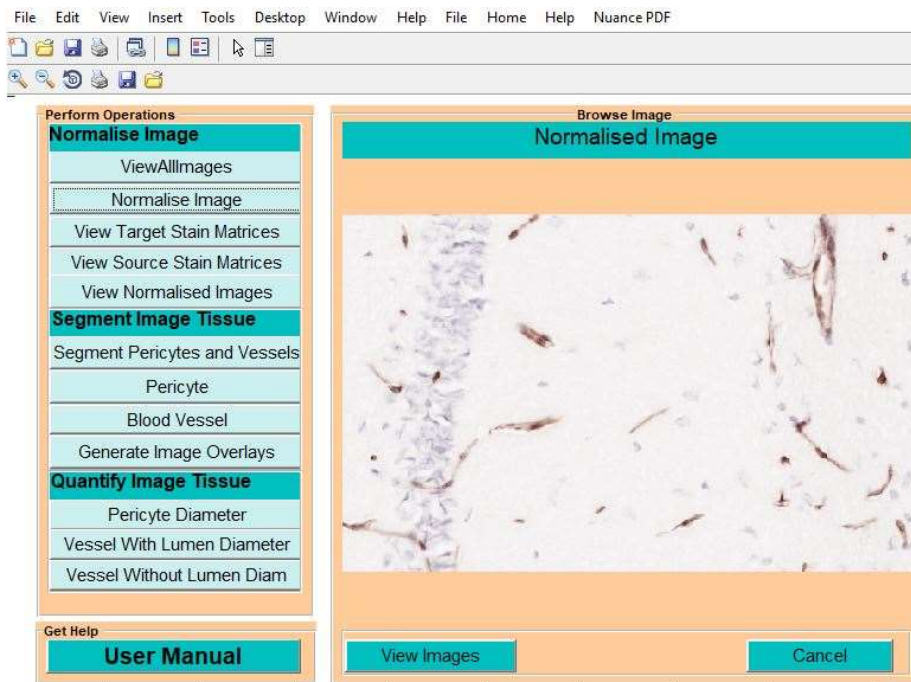 File Edit View Insert Tools Desktop Window Help File Home Help Nuance PDF
Perform Operations
Normalise Image
ViewAllImages
Normalise Image
View Target Stain Matrices
View Source Stain Matrices
View Normalised Images
Segment Image Tissue
Segment Pericytes and Vessels
Pericyte
Blood Vessel
Generate Image Overlays
Quantify Image Tissue
Pericyte Diameter
Vessel With Lumen Diameter
Vessel Without Lumen Diam
Get Help
User Manual
Browse Image
Normalised Image
View Images
Cancel